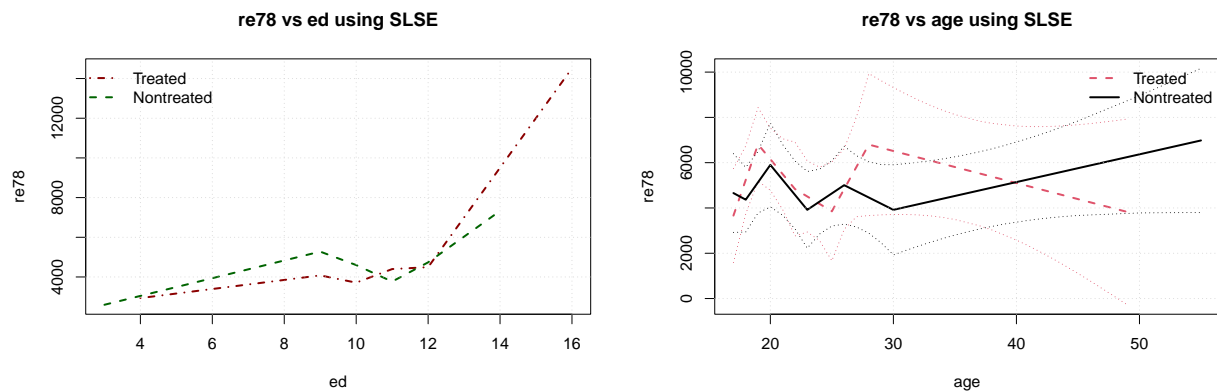 re78 vs ed using SLSE
Treated
Nontreated
re78
4000
8000
12000
4
6
8
10
12
14
16
ed
re78 vs age using SLSE
Treated
Nontreated
re78
0
2000
4000
6000
10000
20
30
40
50
age